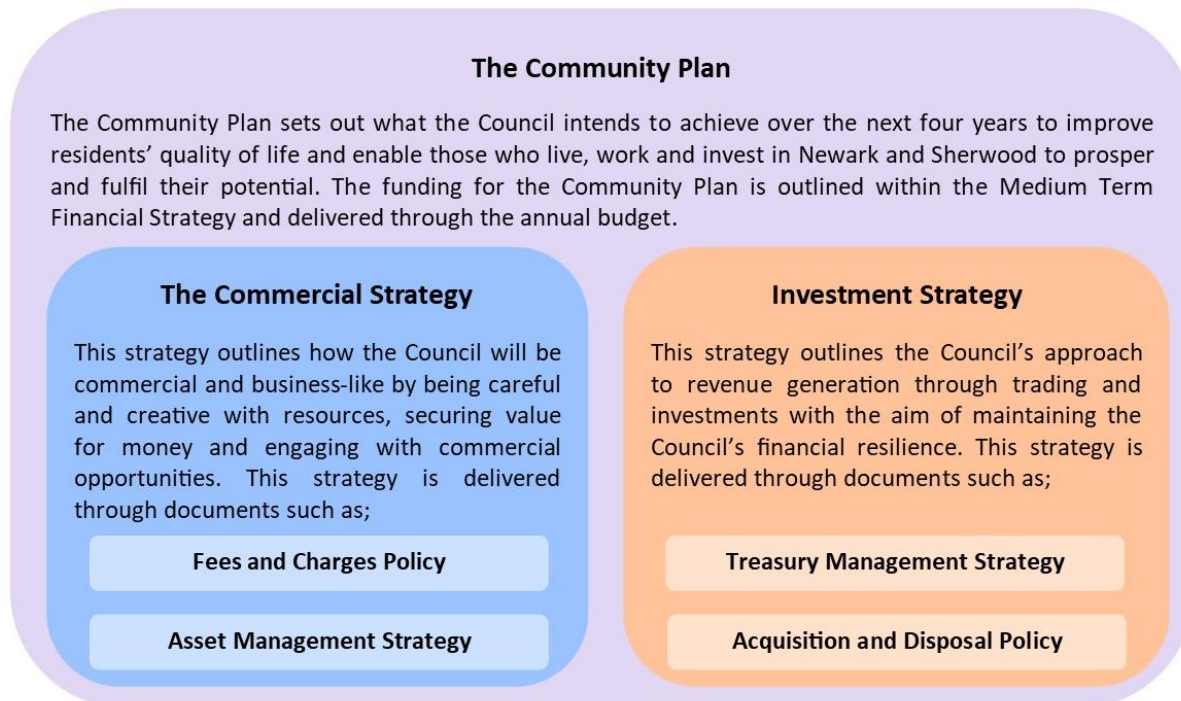 The Community Plan
The Community Plan sets out what the Council intends to achieve over the next four years to improve
residents’ quality of life and enable those who live, work and invest in Newark and Sherwood to prosper
and fulfil their potential. The funding for the Community Plan is outlined within the Medium Term
Financial Strategy and delivered through the annual budget.
The Commercial Strategy
This strategy outlines how the Council will be
commercial and business-like by being careful
and creative with resources, securing value
for money and engaging with commercial
opportunities. This strategy is delivered
through documents such as;
Fees and Charges Policy
Asset Management Strategy
Investment Strategy
This strategy outlines the Council’s approach
to revenue generation through trading and
investments with the aim of maintaining the
Council’s financial resilience. This strategy is
delivered through documents such as;
Treasury Management Strategy
Acquisition and Disposal Policy